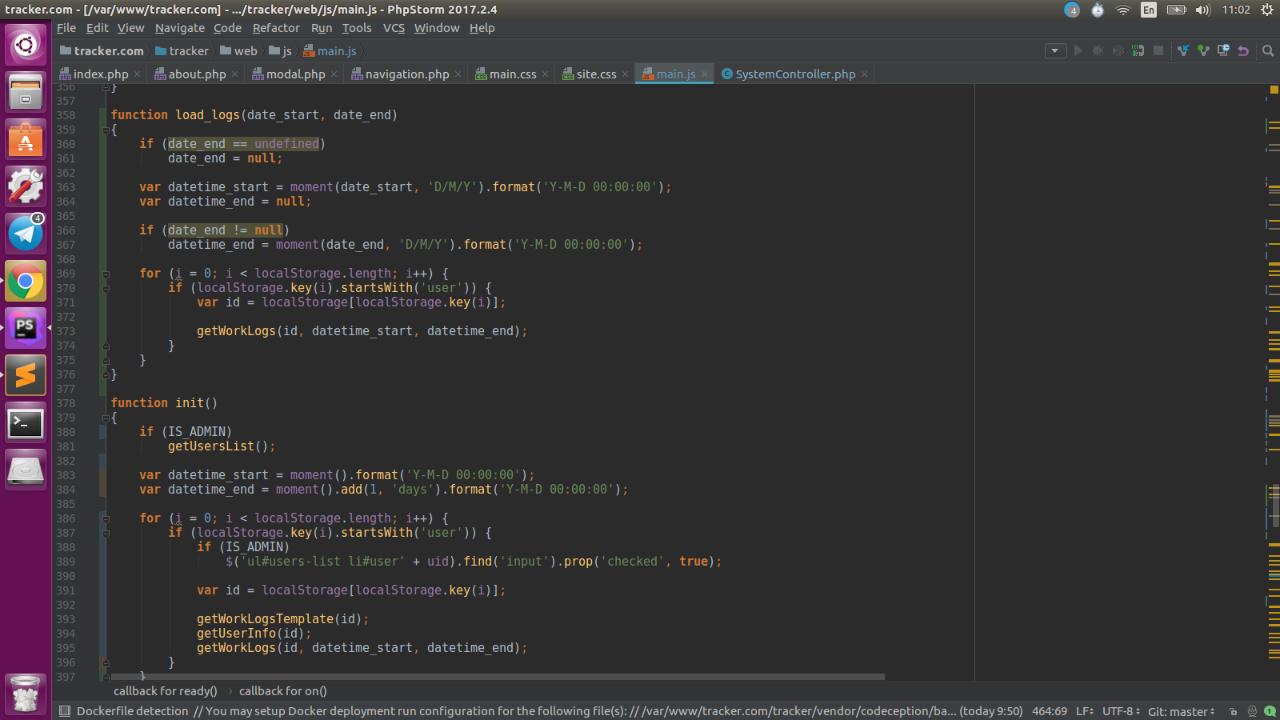 tracker.com - [/var/www/tracker.com] - .../tracker/web/js/main.js - PhpStorm 2017.2.4
4
En
11:02
File Edit View Navigate Code Refactor Run Tools VCS Window Help
tracker.com tracker web js main.js
index.php about.php modal.php navigation.php main.css site.css main.js SystemController.php
356 }
357
358 function load_logs(date_start, date_end)
359 {
360 if (date_end == undefined)
361 date_end = null;
362
363 var datetime_start = moment(date_start, 'D/M/Y').format('Y-M-D 00:00:00');
364 var datetime_end = null;
365
366 if (date_end != null)
367 datetime_end = moment(date_end, 'D/M/Y').format('Y-M-D 00:00:00');
368
369 for (i = 0; i < localStorage.length; i++) {
370 if (localStorage.key(i).startsWith('user')) {
371 var id = localStorage[localStorage.key(i)];
372
373 getWorkLogs(id, datetime_start, datetime_end);
374 }
375 }
376 }
377
378 function init()
379 {
380 if (IS_ADMIN)
381 getUsersList();
382
383 var datetime_start = moment().format('Y-M-D 00:00:00');
384 var datetime_end = moment().add(1, 'days').format('Y-M-D 00:00:00');
385
386 for (i = 0; i < localStorage.length; i++) {
387 if (localStorage.key(i).startsWith('user')) {
388 if (IS_ADMIN)
389 $('ul#users-list li#user' + uid).find('input').prop('checked', true);
390
391 var id = localStorage[localStorage.key(i)];
392
393 getWorkLogsTemplate(id);
394 getUserInfo(id);
395 getWorkLogs(id, datetime_start, datetime_end);
396 }
397 }
4
PS
callback for ready() › callback for on()
Dockerfile detection // You may setup Docker deployment run configuration for the following file(s): // /var/www/tracker.com/tracker/vendor/codeception/ba... (today 9:50) 464:69 LF÷ UTF-8÷ Git: master÷ 1